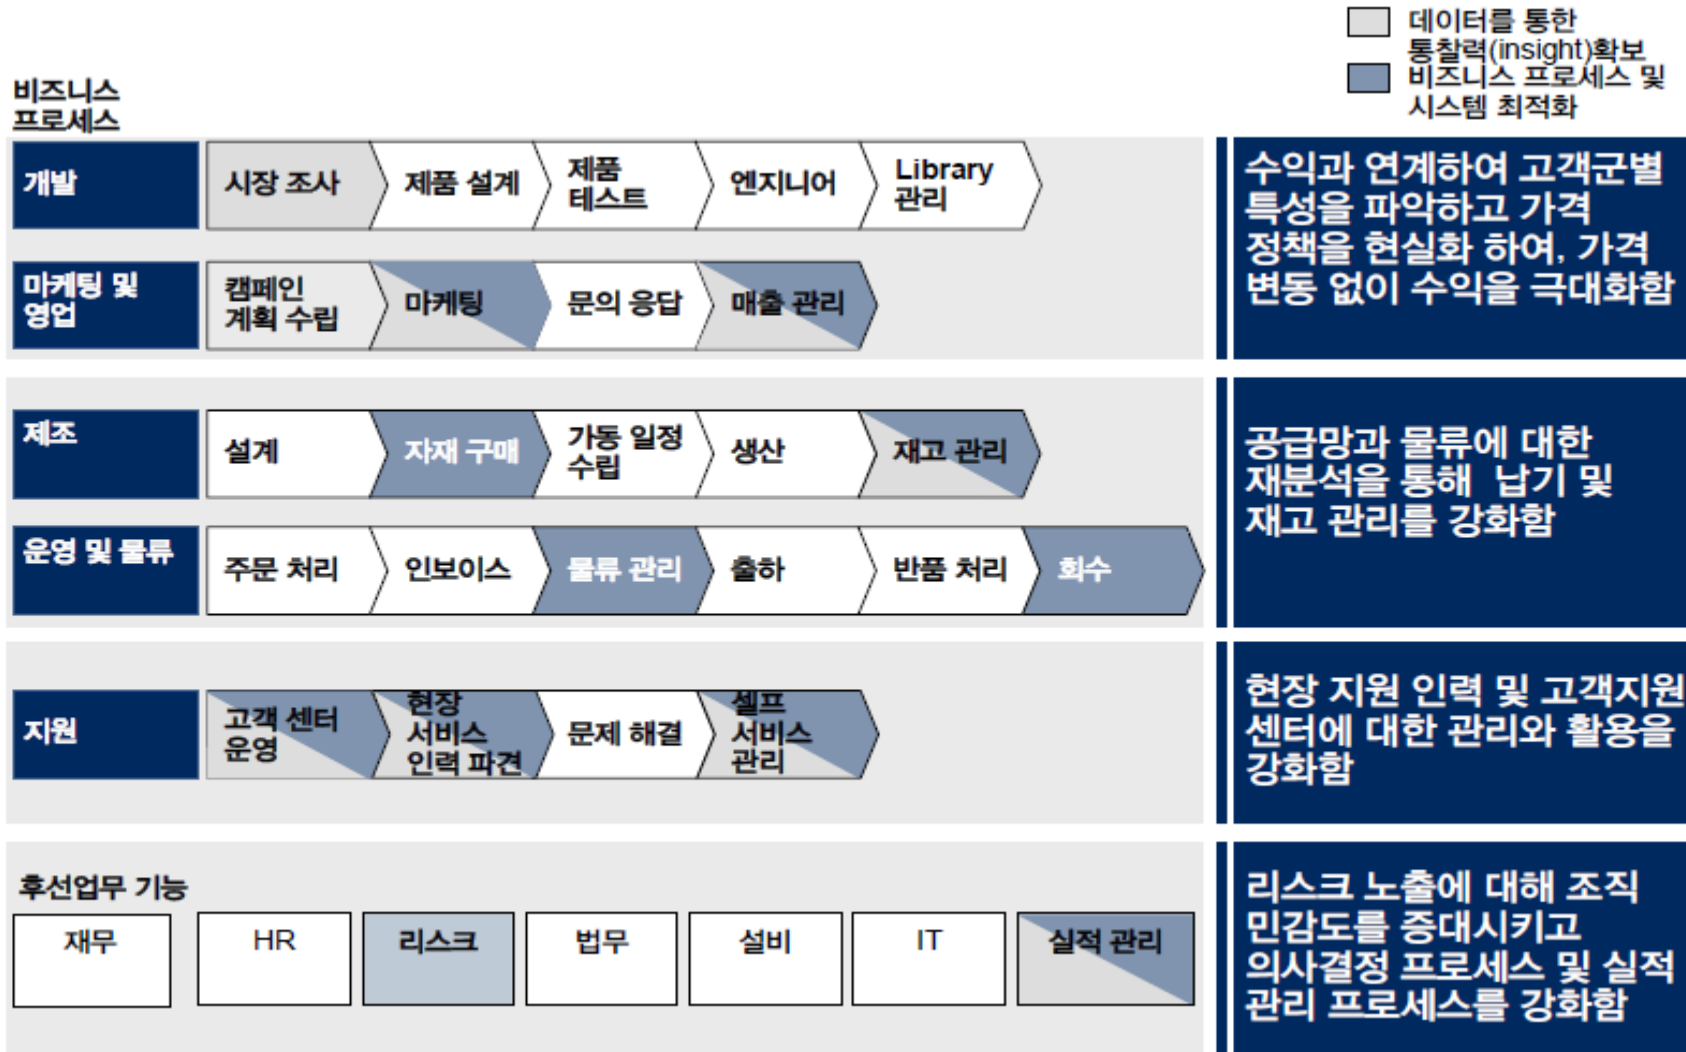 데이터를 통한
통찰력(insight)확보
비즈니스 프로세스 및
시스템 최적화
비즈니스
프로세스
개발
시장 조사
제품 설계
제품
테스트
엔지니어
Library
관리
수익과 연계하여 고객군별
특성을 파악하고 가격
정책을 현실화 하여, 가격
변동 없이 수익을 극대화함
마케팅 및
영업
캠페인
계획 수립
마케팅
문의 응답
매출 관리
제조
설계
자재 구매
가동 일정
수립
생산
재고 관리
공급망과 물류에 대한
재분석을 통해 납기 및
재고 관리를 강화함
운영 및 물류
주문 처리
인보이스
물류 관리
출하
반품 처리
회수
지원
고객 센터
운영
현장
서비스
인력 파견
문제 해결
셀프
서비스
관리
현장 지원 인력 및 고객지원
센터에 대한 관리와 활용을
강화함
후선업무 기능
재무
HR
리스크
법무
설비
IT
실적 관리
리스크 노출에 대해 조직
민감도를 증대시키고
의사결정 프로세스 및 실적
관리 프로세스를 강화함